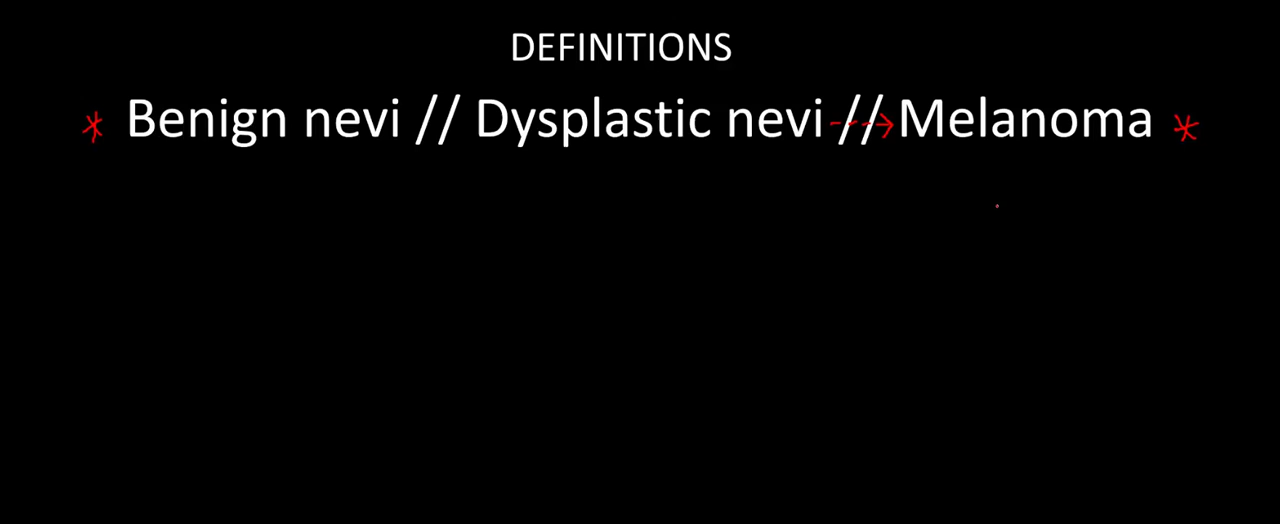 DEFINITIONS
* Benign nevi // Dysplastic nevi --> // Melanoma *